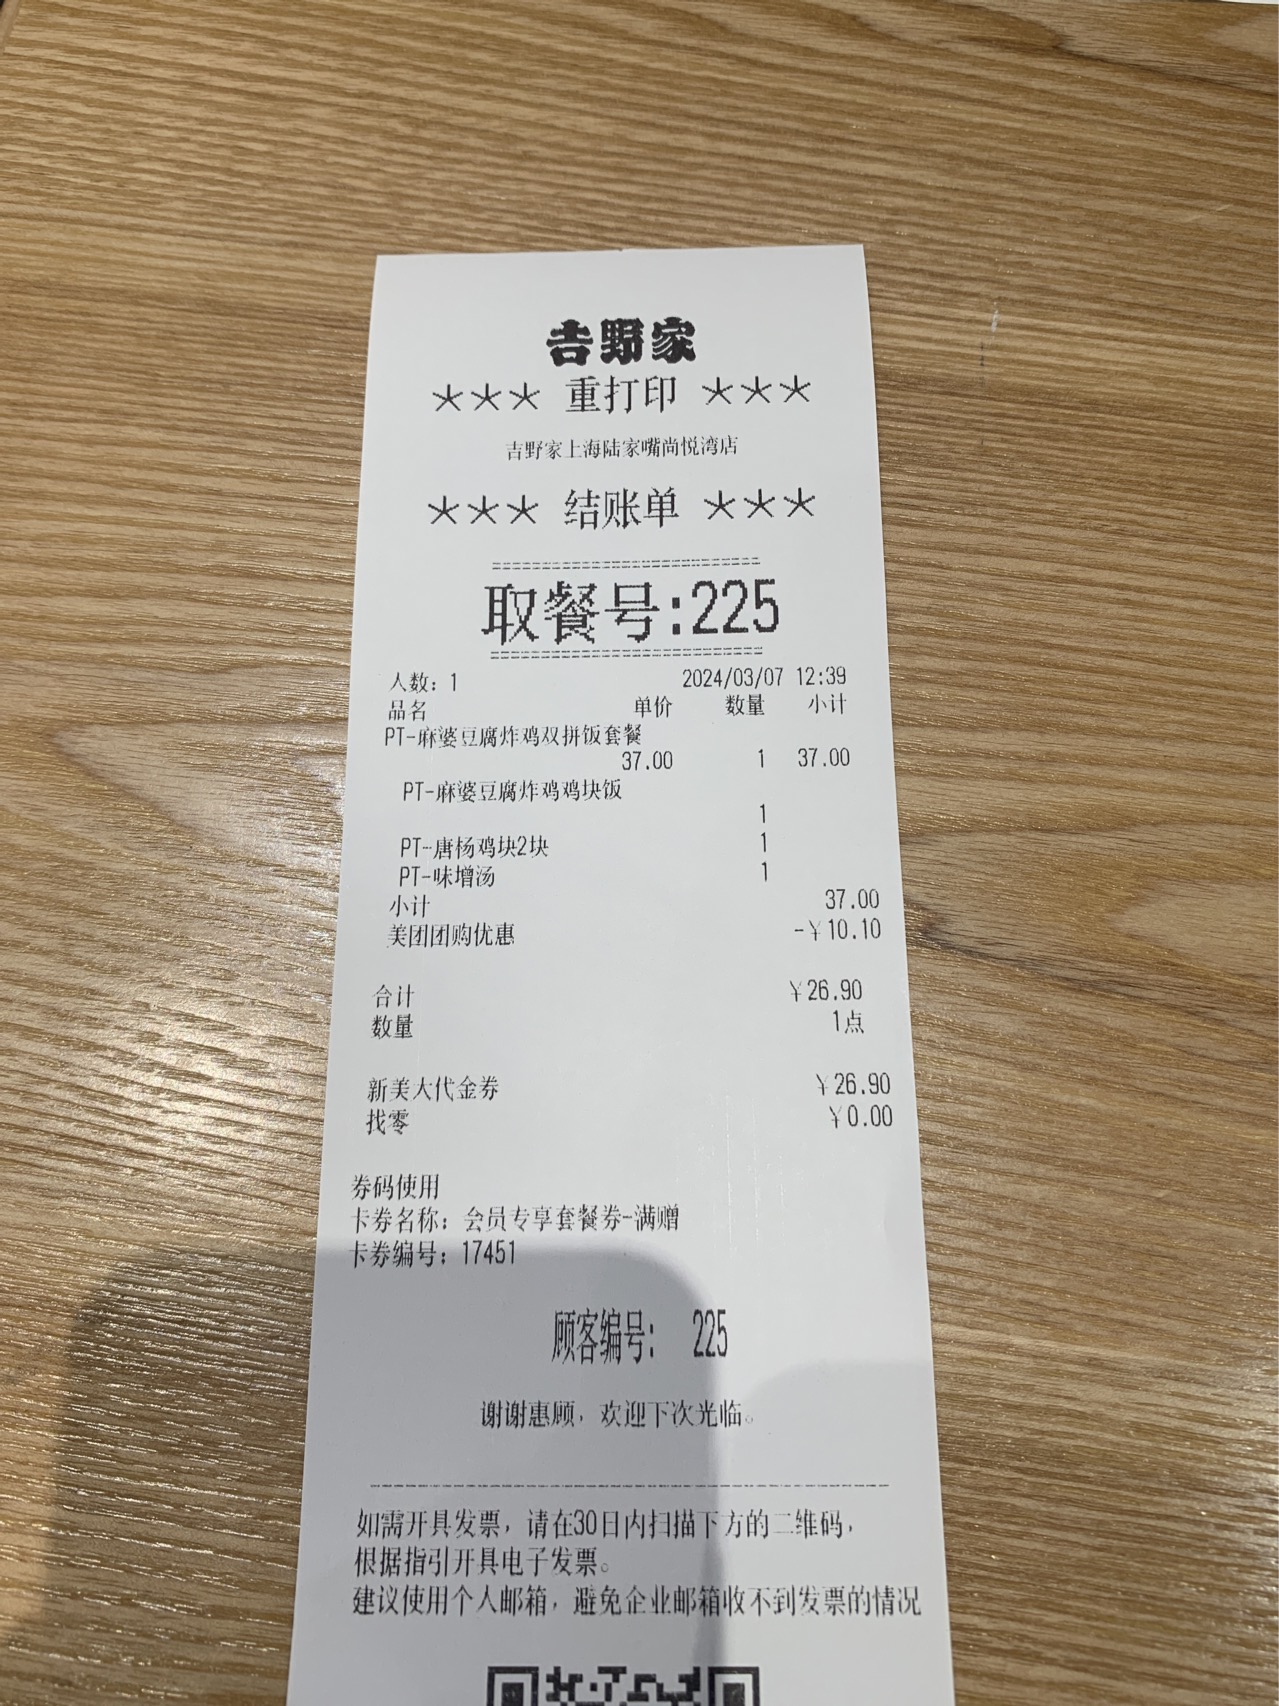 吉野家
*** 重打印 ***
吉野家上海陆家嘴尚悦湾店
*** 结账单 ***
取餐号:225
人数: 1 2024/03/07 12:39
品名 单价 数量 小计
PT-麻婆豆腐炸鸡双拼饭套餐
37.00 1 37.00
PT-麻婆豆腐炸鸡鸡块饭
1
PT-唐杨鸡块2块 1
PT-味增汤 1
小计 37.00
美团团购优惠 -¥10.10
合计 ¥26.90
数量 1点
新美大代金券 ¥26.90
找零 ¥0.00
券码使用
卡券名称: 会员专享套餐券-满赠
卡券编号: 17451
顾客编号: 225
谢谢惠顾, 欢迎下次光临。
如需开具发票, 请在30日内扫描下方的二维码,
根据指引开具电子发票。
建议使用个人邮箱, 避免企业邮箱收不到发票的情况